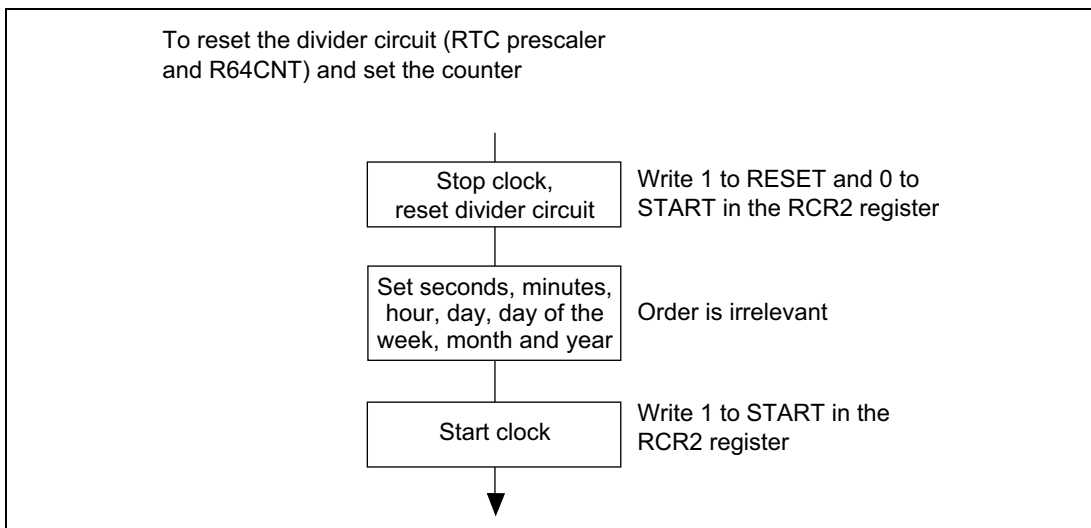 To reset the divider circuit (RTC prescaler
and R64CNT) and set the counter
Stop clock,
reset divider circuit
Write 1 to RESET and 0 to
START in the RCR2 register
Set seconds, minutes,
hour, day, day of the
week, month and year
Order is irrelevant
Start clock
Write 1 to START in the
RCR2 register